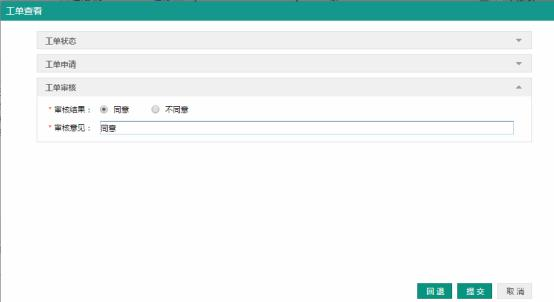 工单查看
工单状态
工单申请
工单审核
* 审核结果： 同意 不同意
* 审核意见： 同意
回退 提交 取消